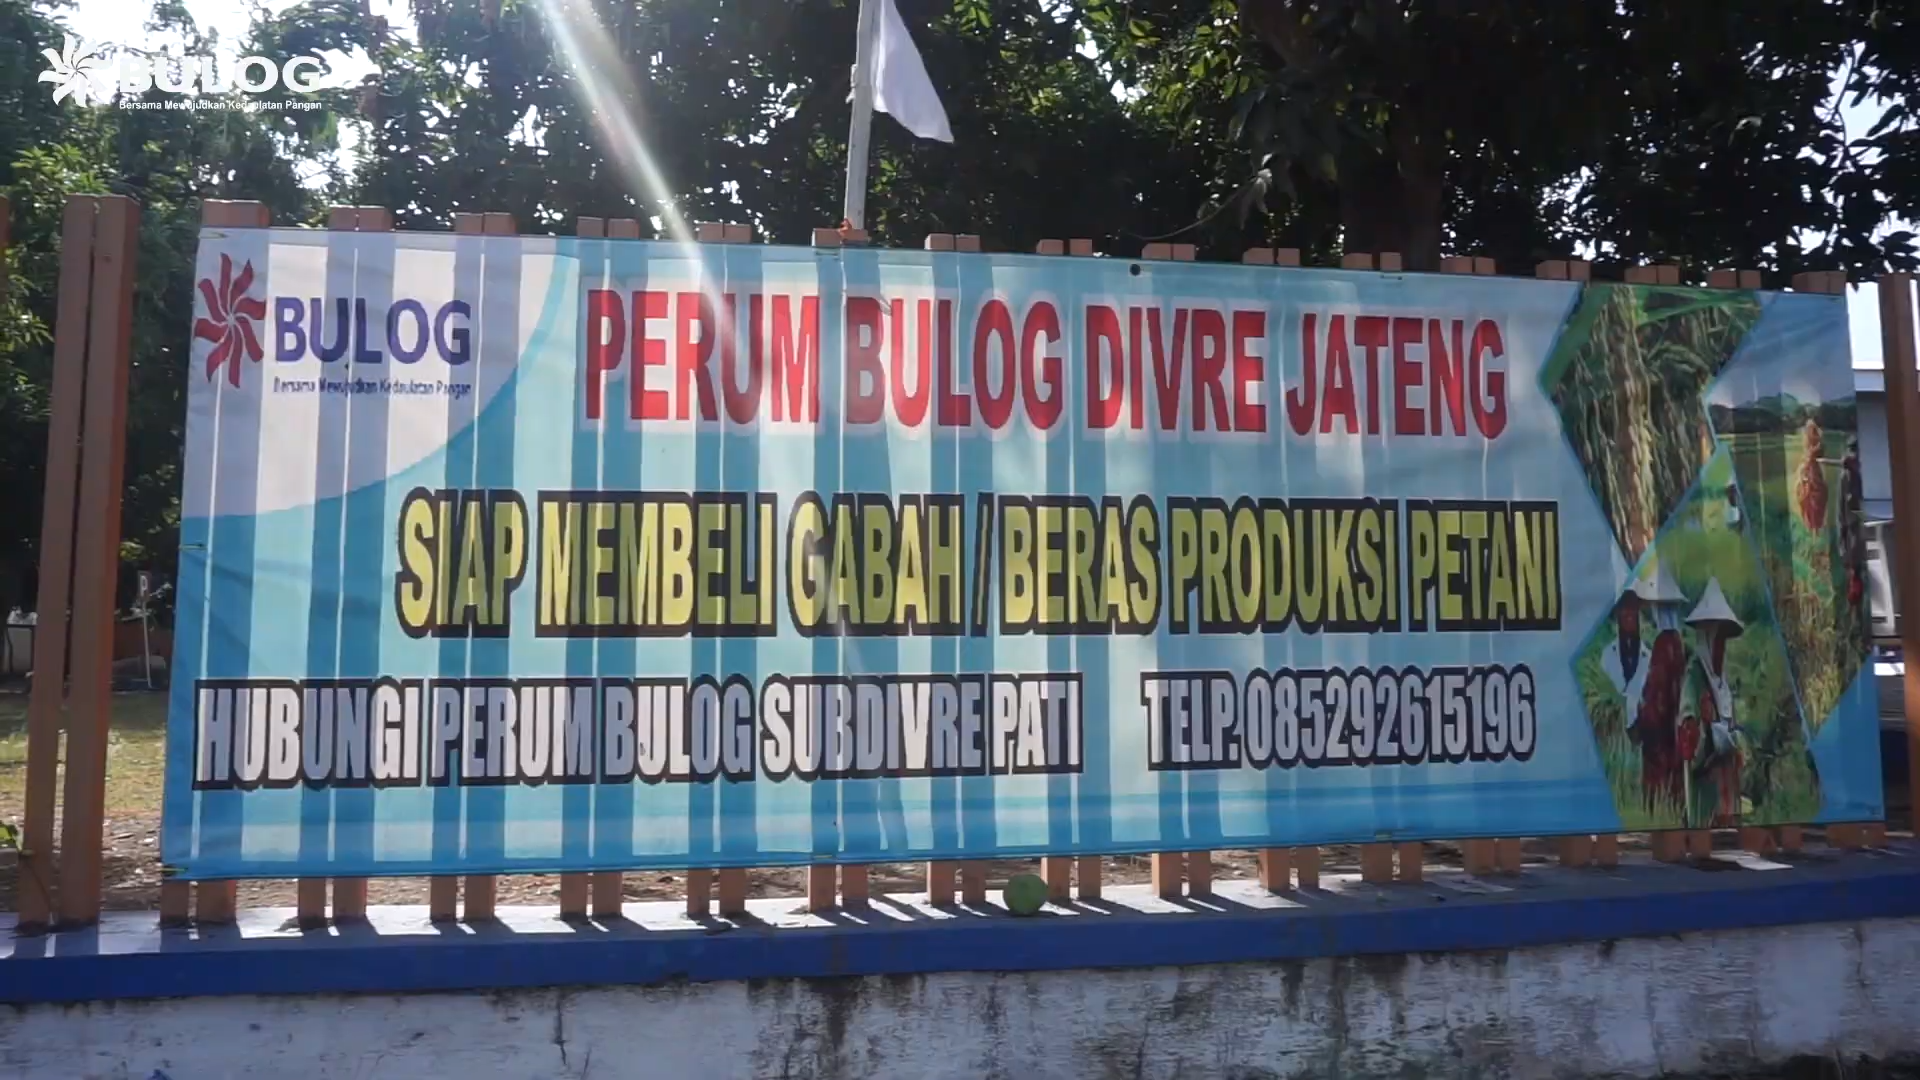 BULOG
Bersama Mewujudkan Kedaulatan Pangan
BULOG
Bersama Mewujudkan Kedaulatan Pangan
PERUM BULOG DIVRE JATENG
SIAP MEMBELI GABAH / BERAS PRODUKSI PETANI
HUBUNGI PERUM BULOG SUBDIVRE PATI TELP. 085292615196